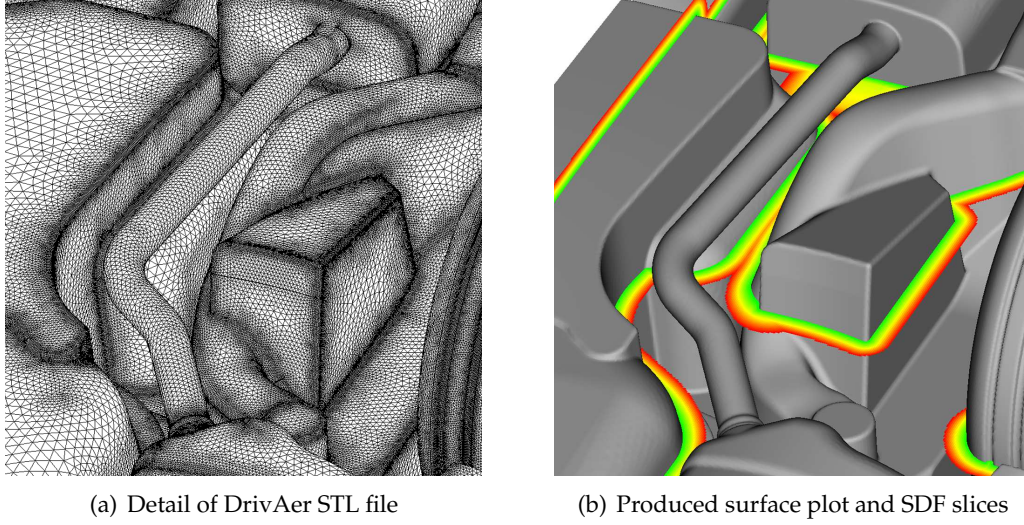 (a) Detail of DrivAer STL file
(b) Produced surface plot and SDF slices